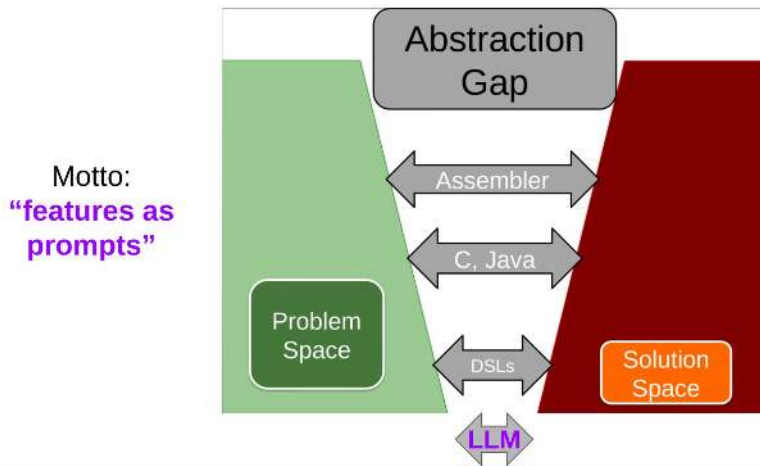 Abstraction
Gap
Motto:
“features as
prompts”
Assembler
C, Java
Problem
Space
DSLs
Solution
Space
LLM